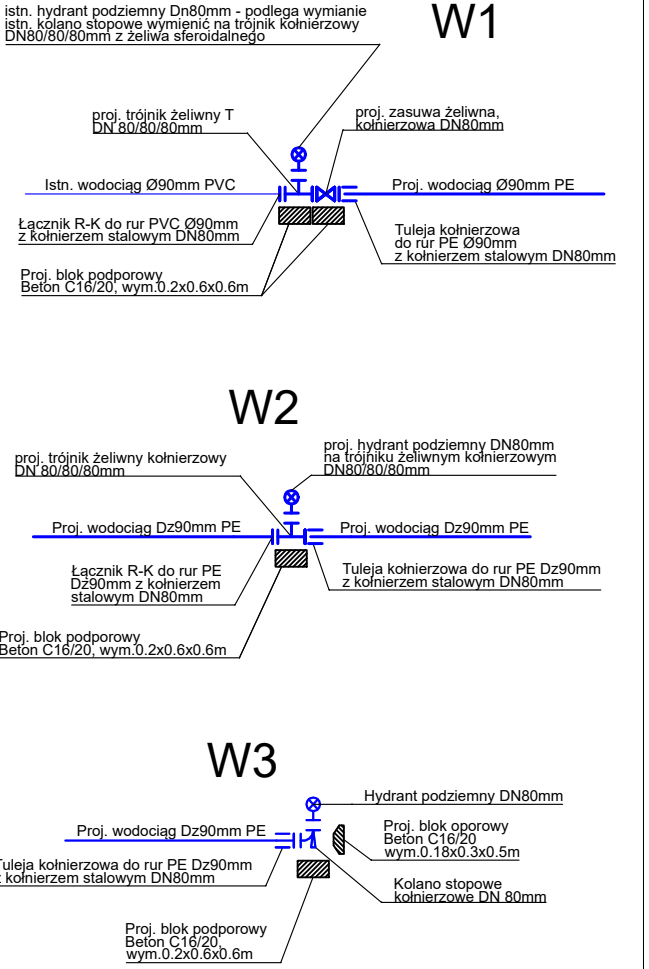 istn. hydrant podziemny Dn80mm - podlega wymianie
istn. kolano stopowe wymienić na trójnik kołnierzowy
DN80/80/80mm z żeliwa sferoidalnego
W1
proj. trójnik żeliwny T
DN 80/80/80mm
proj. zasuwa żeliwna,
kołnierzowa DN80mm
Istn. wodociąg Ø90mm PVC
Proj. wodociąg Ø90mm PE
Łącznik R-K do rur PVC Ø90mm
z kołnierzem stalowym DN80mm
Tuleja kołnierzowa
do rur PE Ø90mm
z kołnierzem stalowym DN80mm
Proj. blok podporowy
Beton C16/20, wym.0.2x0.6x0.6m
W2
proj. trójnik żeliwny kołnierzowy
DN 80/80/80mm
proj. hydrant podziemny DN80mm
na trójniku żeliwnym kołnierzowym
DN80/80/80mm
Proj. wodociąg Dz90mm PE
Proj. wodociąg Dz90mm PE
Łącznik R-K do rur PE
Dz90mm z kołnierzem
stalowym DN80mm
Tuleja kołnierzowa do rur PE Dz90mm
z kołnierzem stalowym DN80mm
Proj. blok podporowy
Beton C16/20, wym.0.2x0.6x0.6m
W3
Hydrant podziemny DN80mm
Proj. wodociąg Dz90mm PE
Proj. blok oporowy
Beton C16/20
wym.0.18x0.3x0.5m
Tuleja kołnierzowa do rur PE Dz90mm
z kołnierzem stalowym DN80mm
Kolano stopowe
kołnierzowe DN 80mm
Proj. blok podporowy
Beton C16/20,
wym.0.2x0.6x0.6m